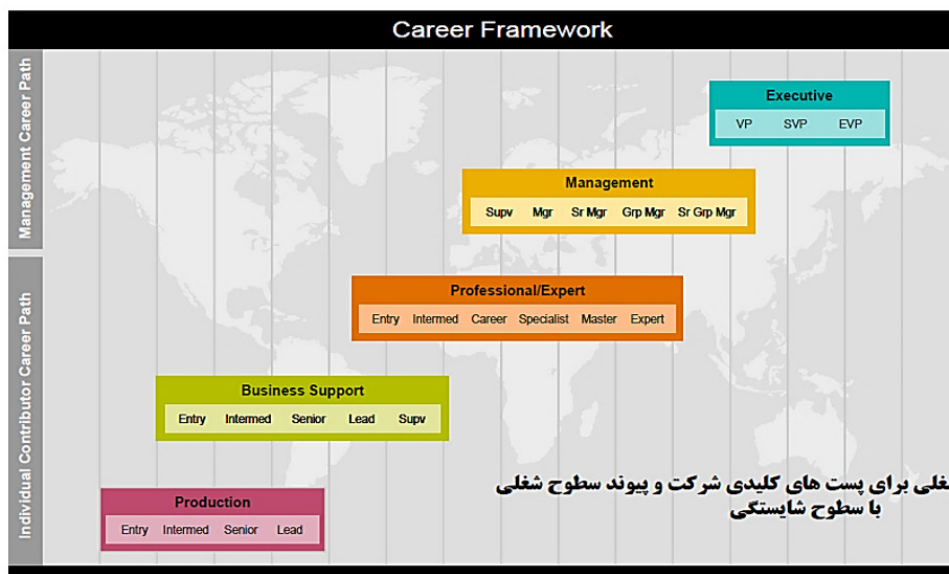 Career Framework
Management Career Path
Individual Contributor Career Path
Executive
VP SVP EVP
Management
Supv Mgr Sr Mgr Grp Mgr Sr Grp Mgr
Professional/Expert
Entry Intermed Career Specialist Master Expert
Business Support
Entry Intermed Senior Lead Supv
Production
Entry Intermed Senior Lead
برای پست های کلیدی شرکت و پیوند سطوح شغلی
با سطوح شایستگی